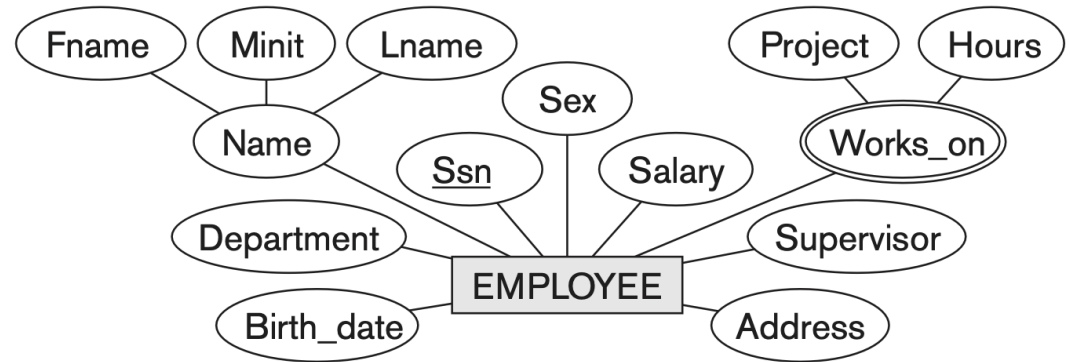 Fname
Minit
Lname
Project
Hours
Sex
Name
Works_on
Ssn
Salary
Department
Supervisor
EMPLOYEE
Birth_date
Address